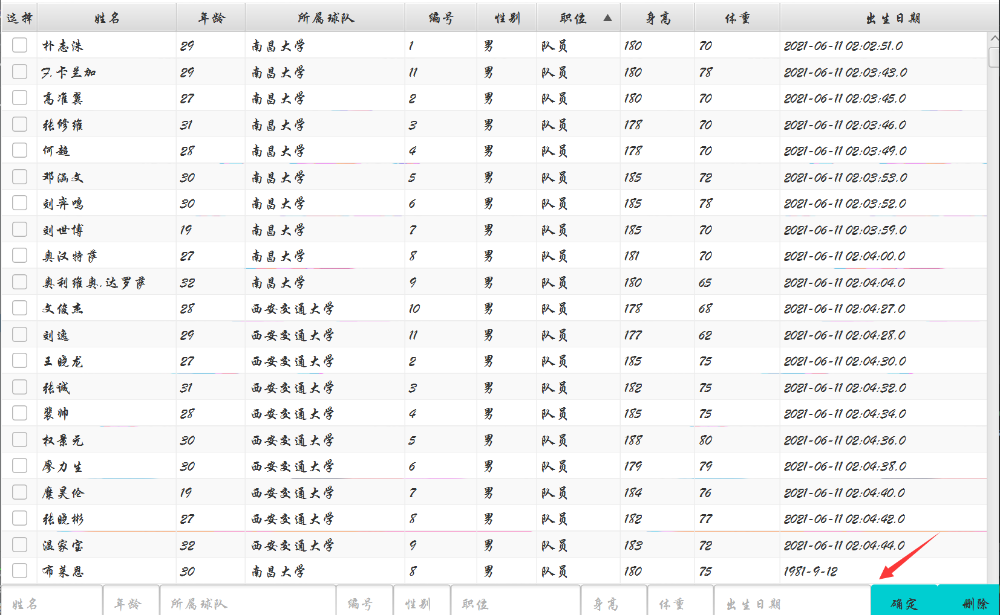 选择 姓名 年龄 所属球队 编号 性别 职位 ▲ 身高 体重 出生日期
朴志洙 29 南昌大学 1 男 队员 180 70 2021-06-11 02:02:51.0
F.卡兰加 29 南昌大学 11 男 队员 180 78 2021-06-11 02:03:43.0
高准翼 27 南昌大学 2 男 队员 180 70 2021-06-11 02:03:45.0
张修维 31 南昌大学 3 男 队员 178 70 2021-06-11 02:03:46.0
何超 28 南昌大学 4 男 队员 178 70 2021-06-11 02:03:49.0
邓涵文 30 南昌大学 5 男 队员 185 72 2021-06-11 02:03:53.0
刘弈鸣 30 南昌大学 6 男 队员 185 78 2021-06-11 02:03:52.0
刘世博 19 南昌大学 7 男 队员 185 70 2021-06-11 02:03:59.0
奥汉特萨 27 南昌大学 8 男 队员 181 70 2021-06-11 02:04:00.0
奥利维奥.达罗萨 32 南昌大学 9 男 队员 180 65 2021-06-11 02:04:04.0
文俊杰 28 西安交通大学 10 男 队员 178 68 2021-06-11 02:04:27.0
刘逸 29 西安交通大学 11 男 队员 177 62 2021-06-11 02:04:28.0
王晓龙 27 西安交通大学 2 男 队员 185 75 2021-06-11 02:04:30.0
张诚 31 西安交通大学 3 男 队员 182 75 2021-06-11 02:04:32.0
裴帅 28 西安交通大学 4 男 队员 185 75 2021-06-11 02:04:34.0
权景元 30 西安交通大学 5 男 队员 188 80 2021-06-11 02:04:36.0
廖力生 30 西安交通大学 6 男 队员 179 79 2021-06-11 02:04:38.0
糜昊伦 19 西安交通大学 7 男 队员 184 76 2021-06-11 02:04:40.0
张晓彬 27 西安交通大学 8 男 队员 182 77 2021-06-11 02:04:42.0
温家宝 32 西安交通大学 9 男 队员 183 72 2021-06-11 02:04:44.0
布莱恩 30 南昌大学 8 男 队员 180 75 1981-9-12
姓名 年龄 所属球队 编号 性别 职位 身高 体重 出生日期 确定 删除